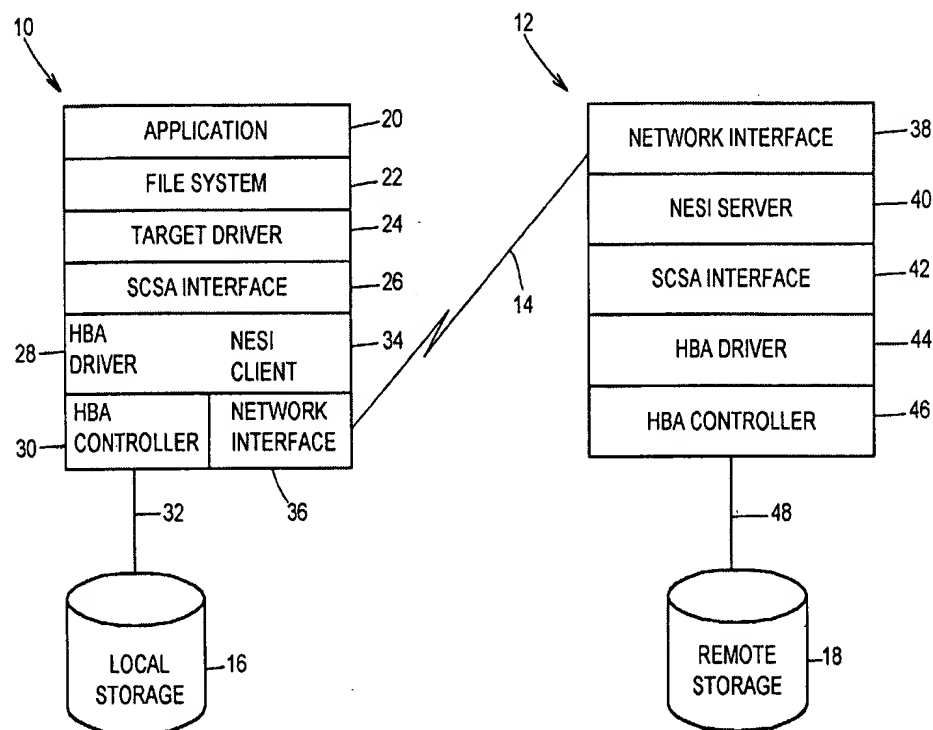 10
12
APPLICATION
20
FILE SYSTEM
22
TARGET DRIVER
24
SCSA INTERFACE
26
28
HBA
DRIVER
NESI
CLIENT
34
30
HBA
CONTROLLER
NETWORK
INTERFACE
36
32
LOCAL
STORAGE
16
14
NETWORK INTERFACE
38
NESI SERVER
40
SCSA INTERFACE
42
HBA DRIVER
44
HBA CONTROLLER
46
48
REMOTE
STORAGE
18